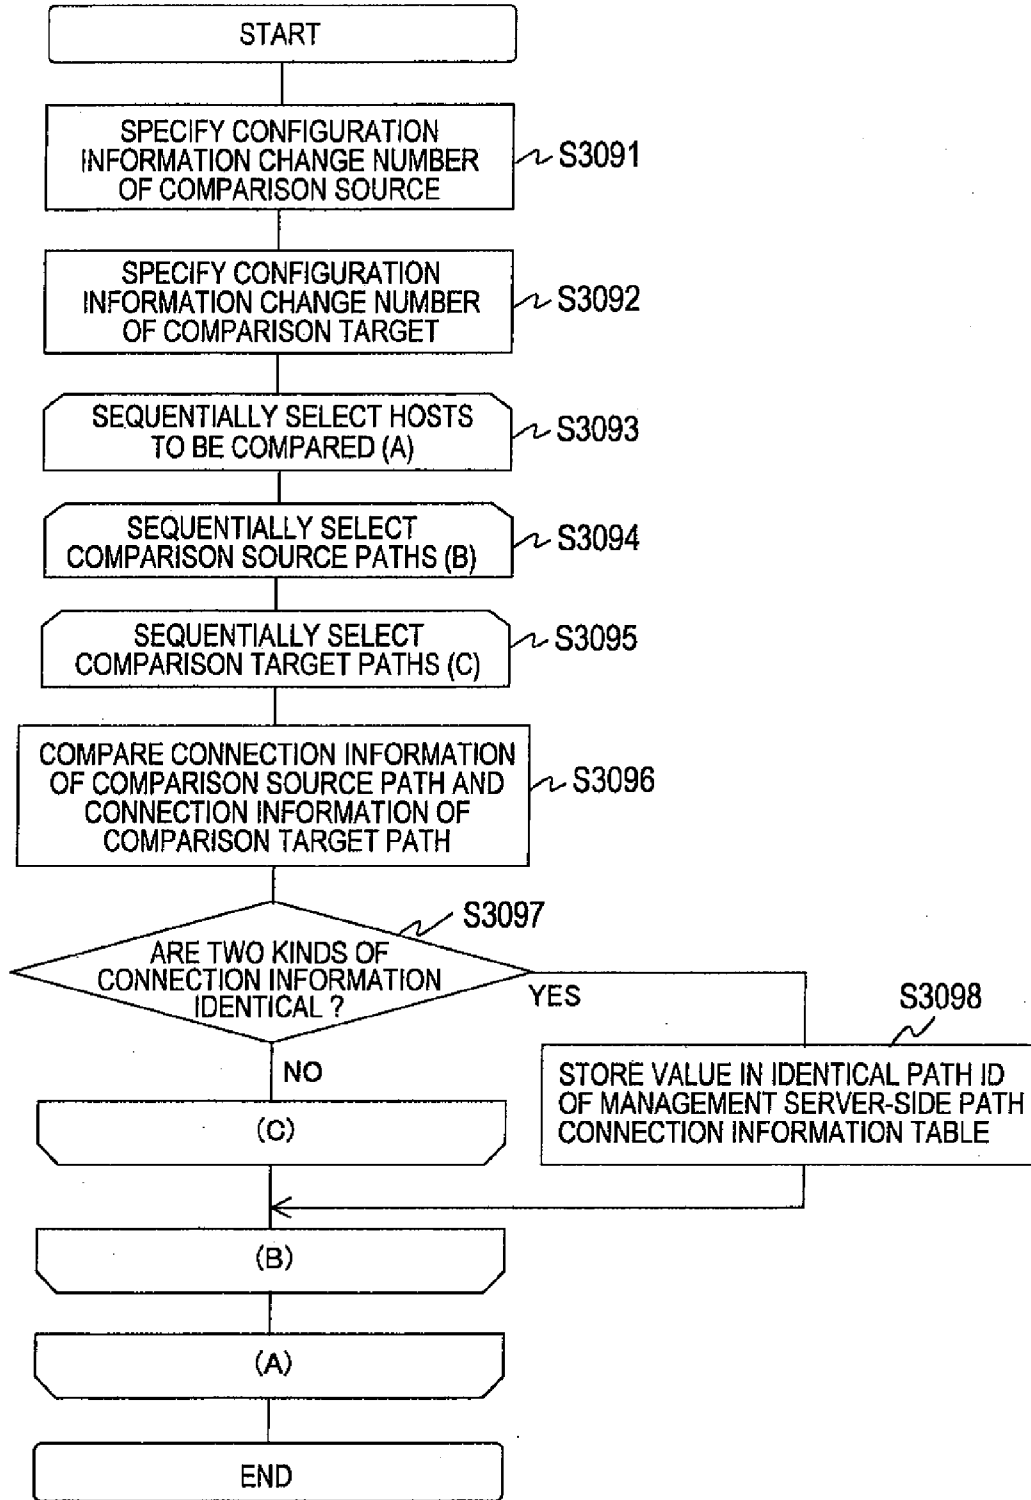 START
SPECIFY CONFIGURATION
INFORMATION CHANGE NUMBER
OF COMPARISON SOURCE
S3091
SPECIFY CONFIGURATION
INFORMATION CHANGE NUMBER
OF COMPARISON TARGET
S3092
SEQUENTIALLY SELECT HOSTS
TO BE COMPARED (A)
S3093
SEQUENTIALLY SELECT
COMPARISON SOURCE PATHS (B)
S3094
SEQUENTIALLY SELECT
COMPARISON TARGET PATHS (C)
S3095
COMPARE CONNECTION INFORMATION
OF COMPARISON SOURCE PATH AND
CONNECTION INFORMATION OF
COMPARISON TARGET PATH
S3096
S3097
ARE TWO KINDS OF
CONNECTION INFORMATION
IDENTICAL ?
YES
NO
S3098
STORE VALUE IN IDENTICAL PATH ID
OF MANAGEMENT SERVER-SIDE PATH
CONNECTION INFORMATION TABLE
(C)
(B)
(A)
END